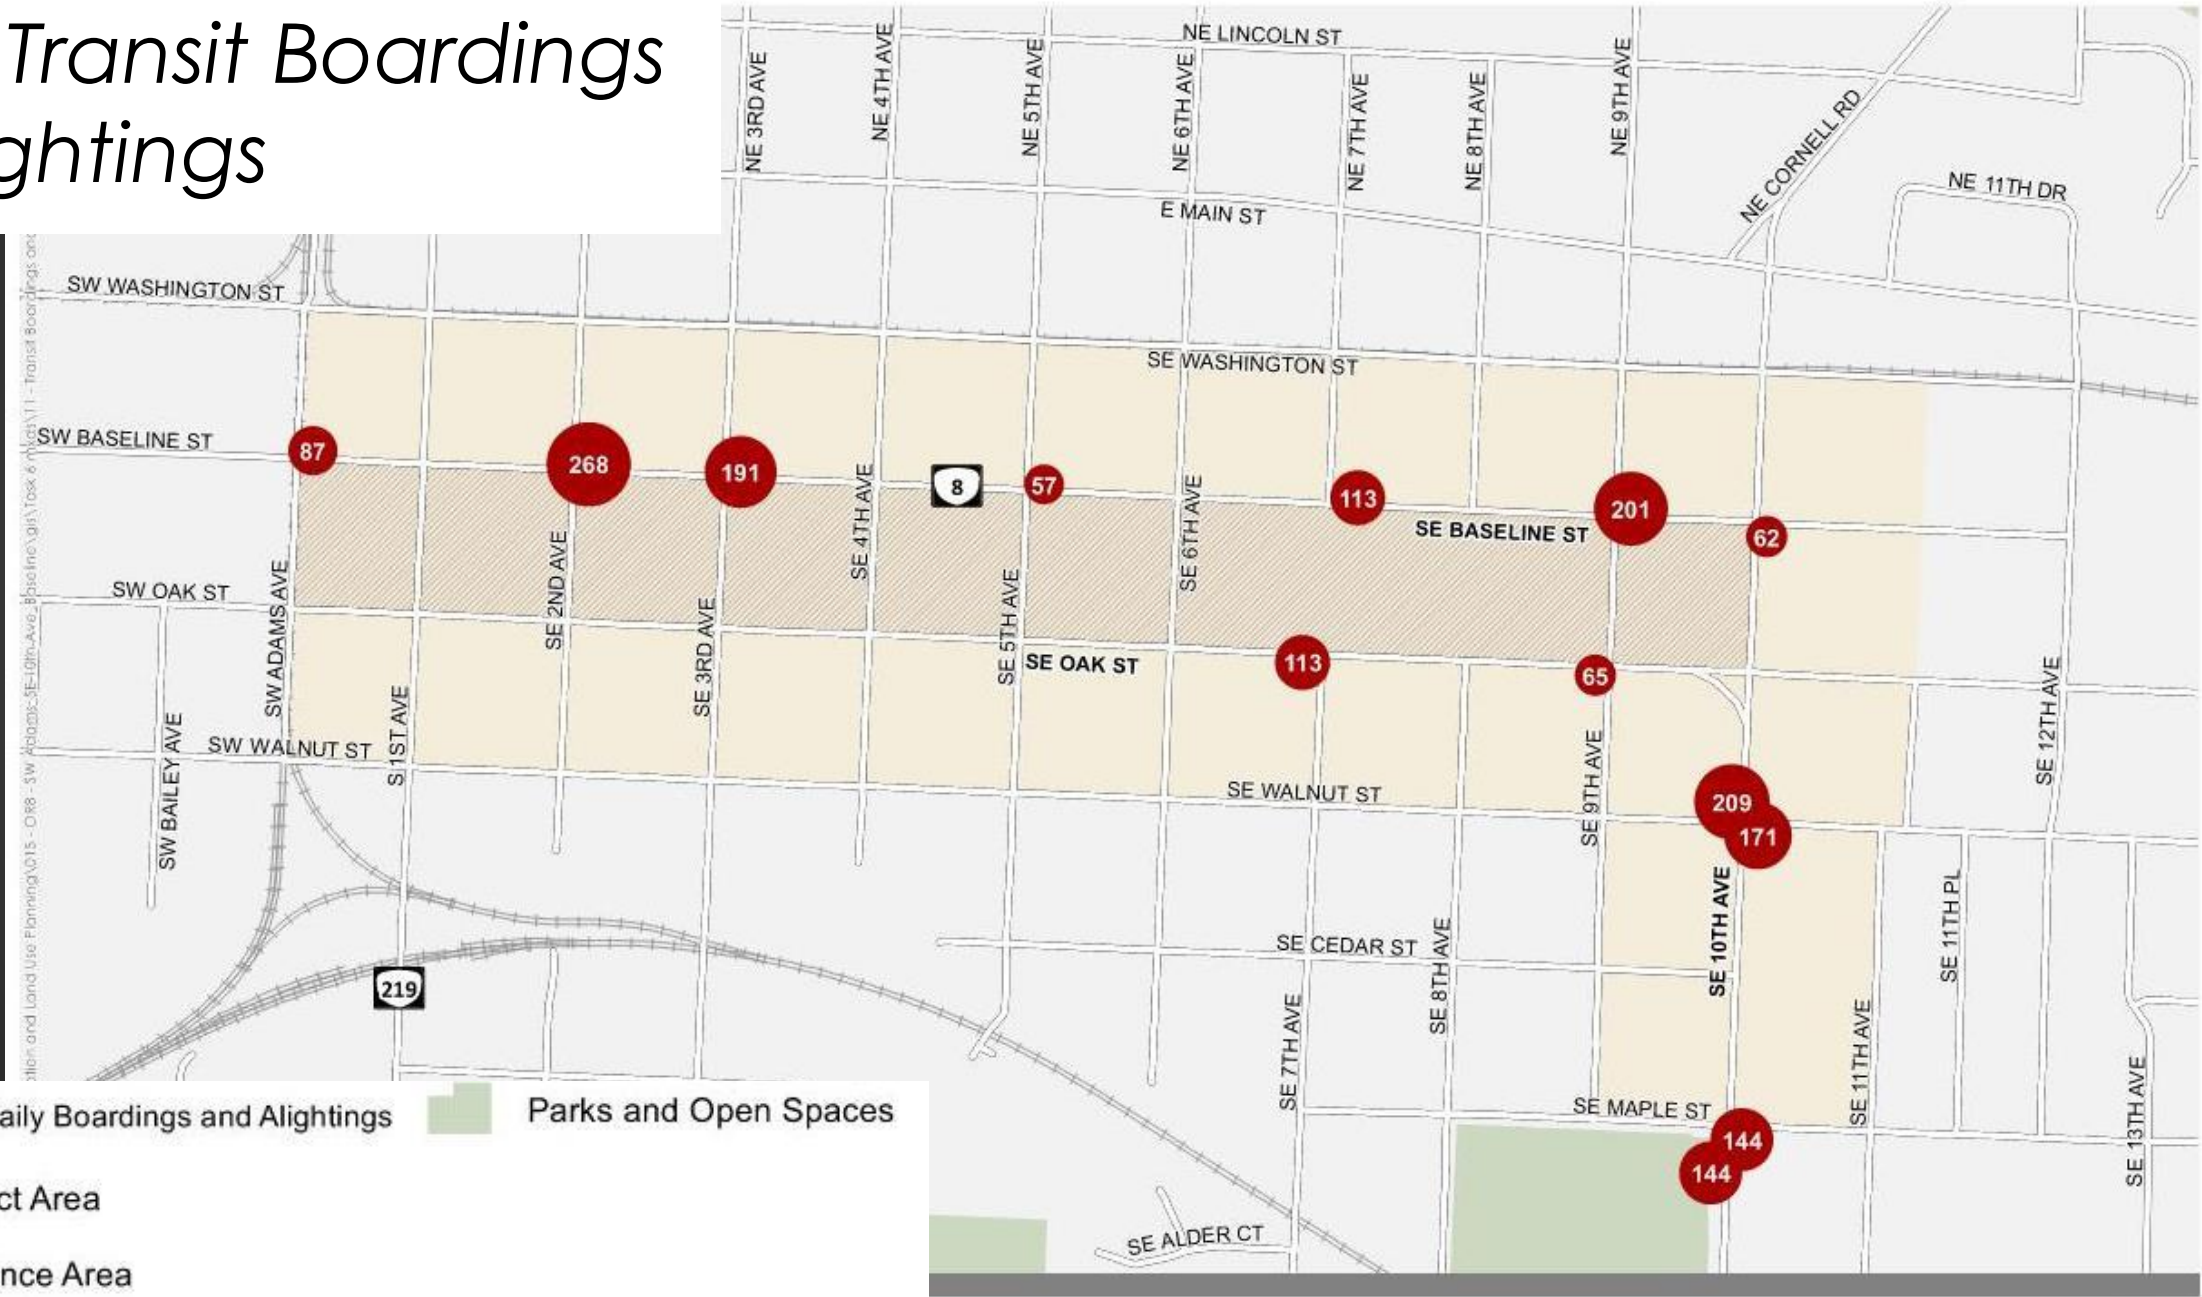 Transit Boardings
ghtings
NE LINCOLN ST
NE 3RD AVE
NE 4TH AVE
NE 5TH AVE
NE 6TH AVE
NE 7TH AVE
NE 8TH AVE
NE 9TH AVE
NE CORNELL RD
NE 11TH DR
E MAIN ST
SW WASHINGTON ST
SE WASHINGTON ST
SW BASELINE ST
87
268
191
8
57
113
201
62
SE BASELINE ST
SE 4TH AVE
SE 6TH AVE
SW OAK ST
SW ADAMS AVE
SE 2ND AVE
SE 3RD AVE
SE 5TH AVE
SE OAK ST
113
65
SW BAILEY AVE
SW WALNUT ST
S 1ST AVE
SE WALNUT ST
SE 9TH AVE
209
171
SE 12TH AVE
SE 10TH AVE
SE 11TH PL
SE CEDAR ST
SE 8TH AVE
219
SE 7TH AVE
SE 11TH AVE
SE MAPLE ST
144
144
SE 13TH AVE
SE ALDER CT
aily Boardings and Alightings
Parks and Open Spaces
ct Area
nce Area